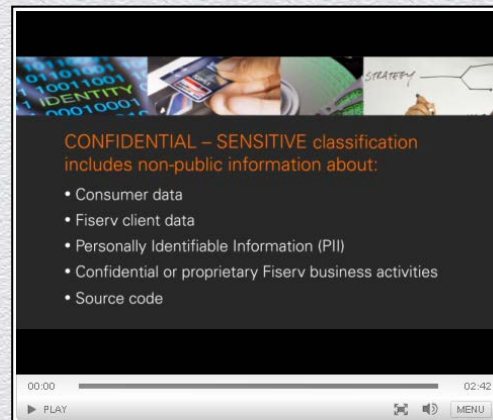 IDENTITY
STRATEGY
CONFIDENTIAL – SENSITIVE classification
includes non-public information about:
• Consumer data
• Fiserv client data
• Personally Identifiable Information (PII)
• Confidential or proprietary Fiserv business activities
• Source code
00:00
02:42
PLAY
MENU